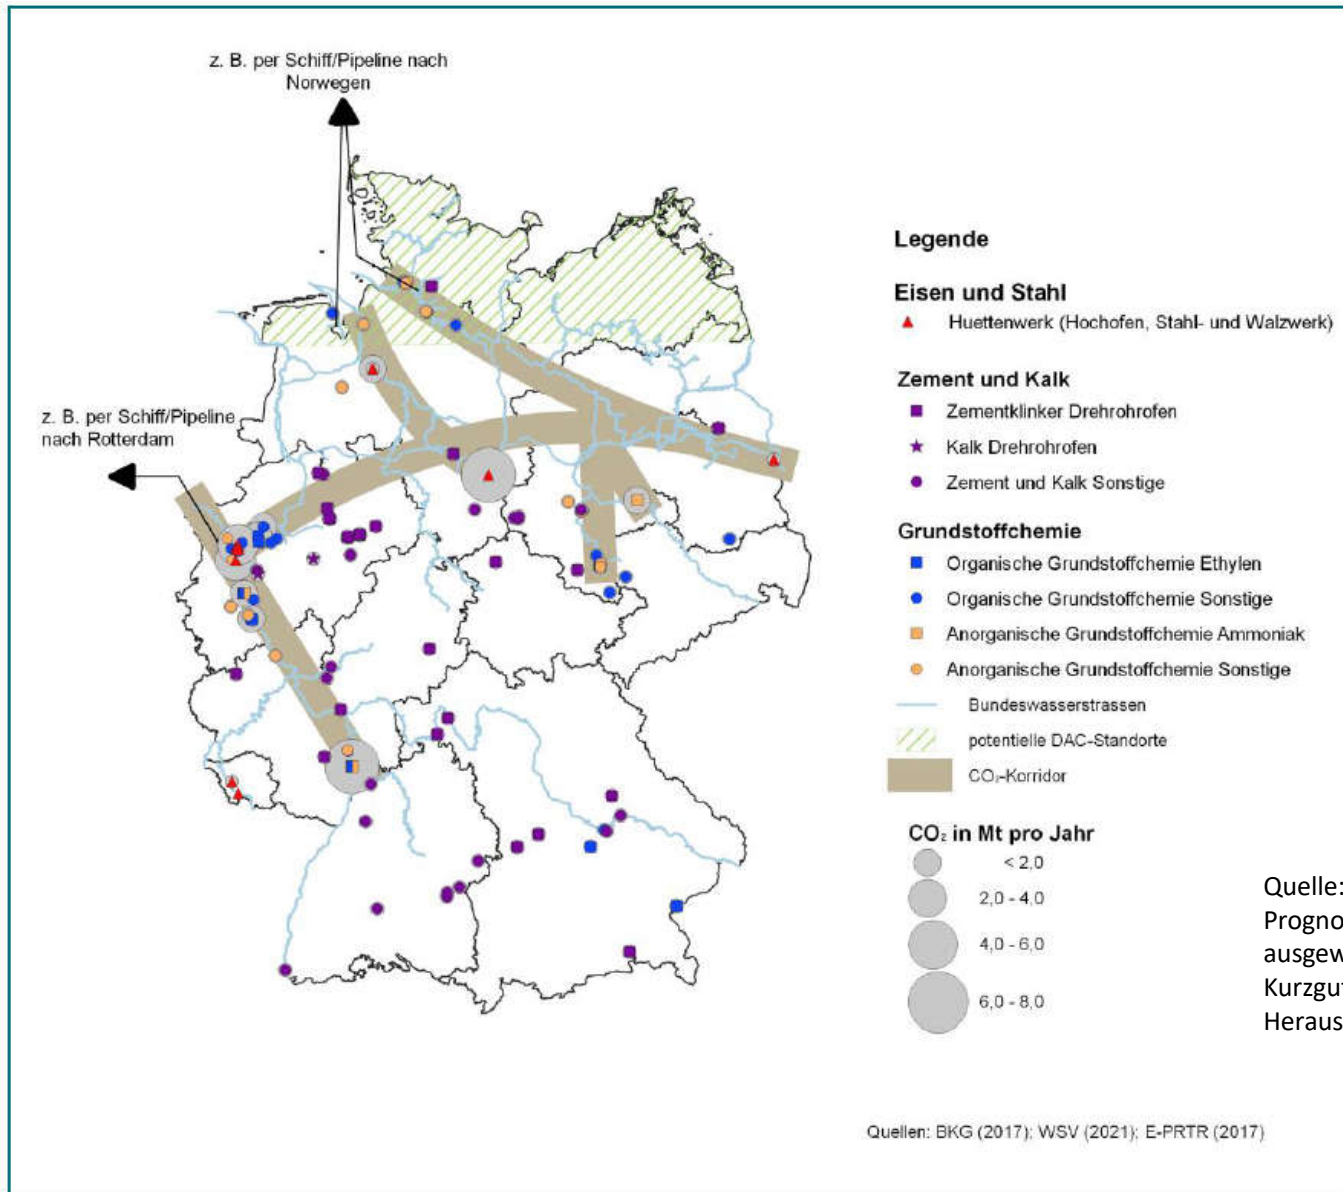 z. B. per Schiff/Pipeline nach
Norwegen
z. B. per Schiff/Pipeline
nach Rotterdam
Legende
Eisen und Stahl
Huettenwerk (Hochofen, Stahl- und Walzwerk)
Zement und Kalk
Zementklinker Drehrohrofen
Kalk Drehrohrofen
Zement und Kalk Sonstige
Grundstoffchemie
Organische Grundstoffchemie Ethylen
Organische Grundstoffchemie Sonstige
Anorganische Grundstoffchemie Ammoniak
Anorganische Grundstoffchemie Sonstige
Bundeswasserstrassen
potentielle DAC-Standorte
CO₂-Korridor
CO₂ in Mt pro Jahr
< 2,0
2,0 - 4,0
4,0 - 6,0
6,0 - 8,0
Quelle:
Progno
ausgew
Kurzgut
Heraus
Quellen: BKG (2017); WSV (2021); E-PRTR (2017)